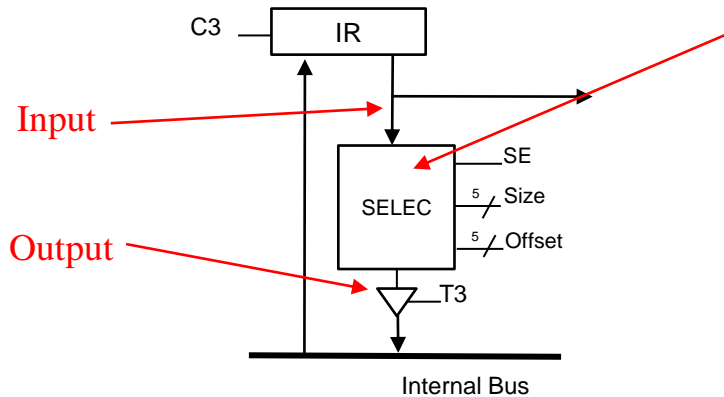 C3
IR
Input
SE
5
Size
SELEC
5
Offset
Output
T3
Internal Bus